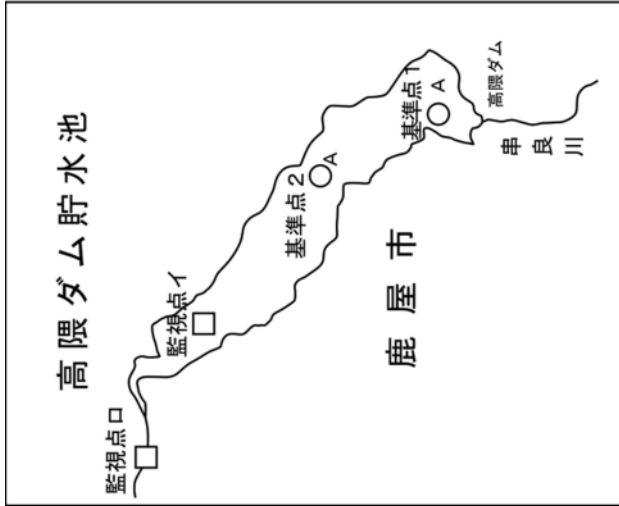 高隈ダム貯水池
監視点ロ
監視点イ
基準点２
A
基準点１
A
高隈ダム
串良川
鹿屋市